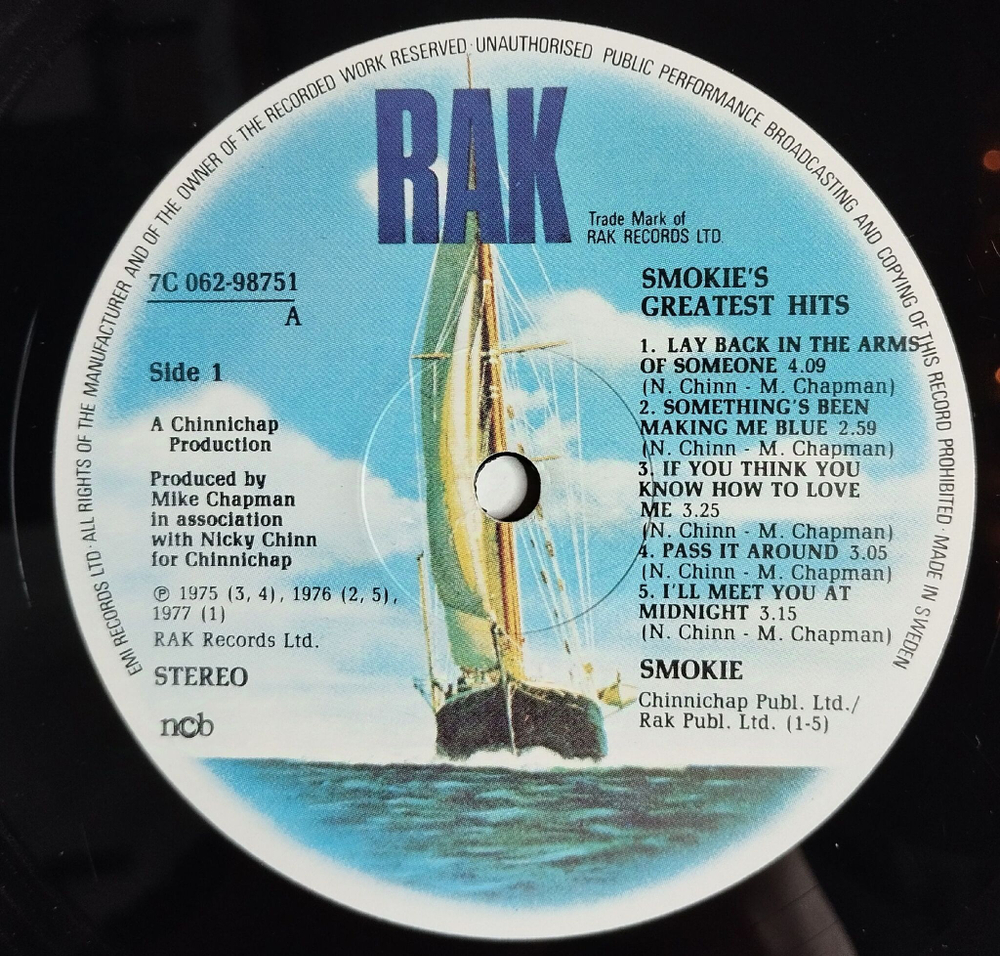 EMI RECORDS LTD · ALL RIGHTS OF THE MANUFACTURER AND OF THE OWNER OF THE RECORDED WORK RESERVED · UNAUTHORISED PUBLIC PERFORMANCE BROADCASTING AND COPYING OF THIS RECORD PROHIBITED · MADE IN SWEDEN
RAK
Trade Mark of
RAK RECORDS LTD.
7C 062-98751
A
Side 1
A Chinnichap
Production
Produced by
Mike Chapman
in association
with Nicky Chinn
for Chinnichap
℗ 1975 (3, 4), 1976 (2, 5),
1977 (1)
RAK Records Ltd.
STEREO
ncb
SMOKIE'S
GREATEST HITS
1. LAY BACK IN THE ARMS
OF SOMEONE 4.09
(N. Chinn - M. Chapman)
2. SOMETHING'S BEEN
MAKING ME BLUE 2.59
(N. Chinn - M. Chapman)
3. IF YOU THINK YOU
KNOW HOW TO LOVE
ME 3.25
(N. Chinn - M. Chapman)
4. PASS IT AROUND 3.05
(N. Chinn - M. Chapman)
5. I'LL MEET YOU AT
MIDNIGHT 3.15
(N. Chinn - M. Chapman)
SMOKIE
Chinnichap Publ. Ltd./
Rak Publ. Ltd. (1-5)